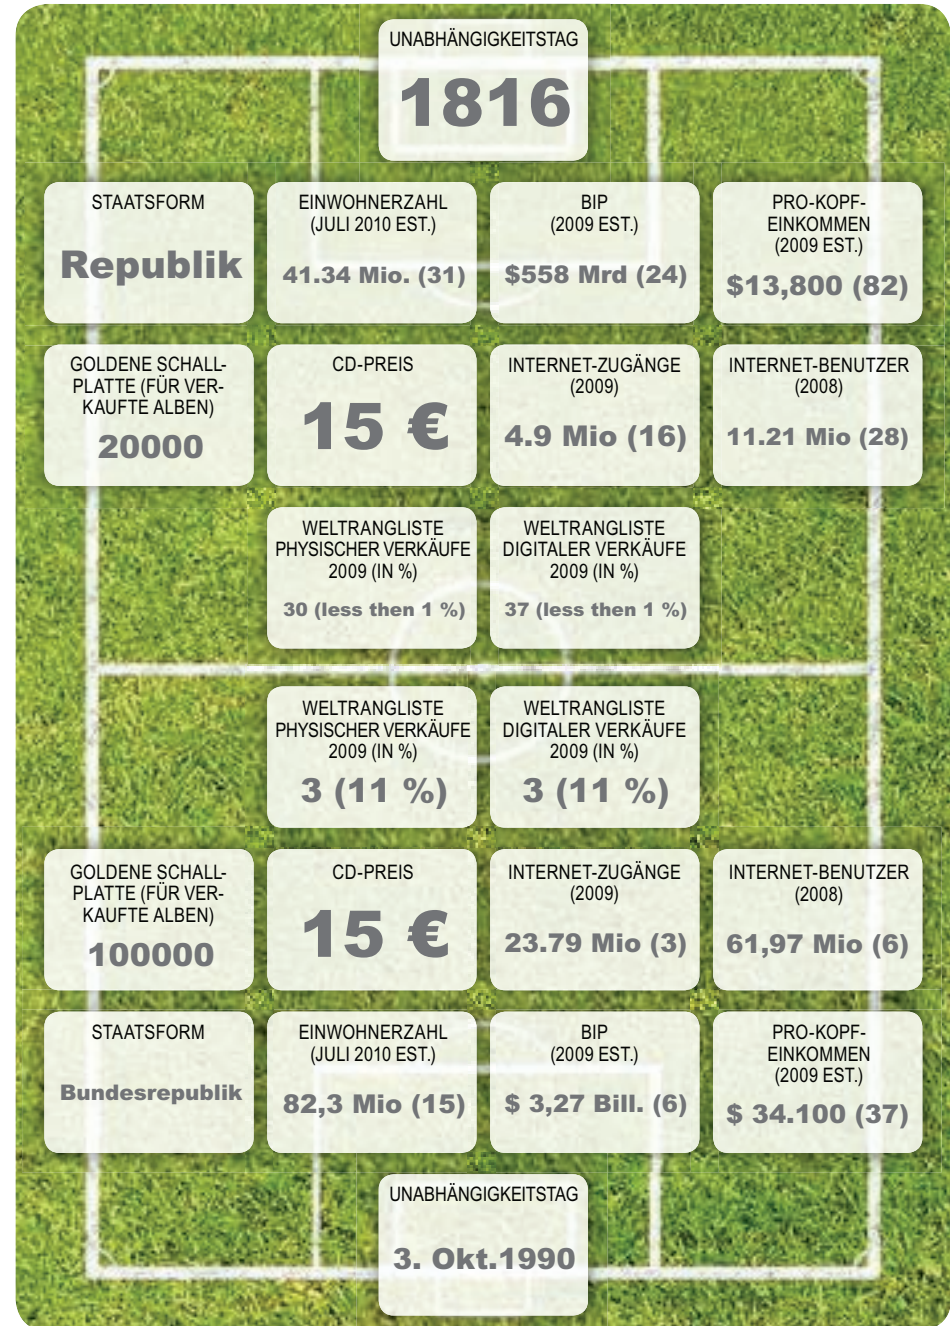 UNABHÄNGIGKEITSTAG
1816
STAATSFORM
Republik
EINWOHNERZAHL
(JULI 2010 EST.)
41.34 Mio. (31)
BIP
(2009 EST.)
$558 Mrd (24)
PRO-KOPF-
EINKOMMEN
(2009 EST.)
$13,800 (82)
GOLDENE SCHALL-
PLATTE (FÜR VER-
KAUFTE ALBEN)
20000
CD-PREIS
15 €
INTERNET-ZUGÄNGE
(2009)
4.9 Mio (16)
INTERNET-BENUTZER
(2008)
11.21 Mio (28)
WELTRANGLISTE
PHYSISCHER VERKÄUFE
2009 (IN %)
30 (less then 1 %)
WELTRANGLISTE
DIGITALER VERKÄUFE
2009 (IN %)
37 (less then 1 %)
WELTRANGLISTE
PHYSISCHER VERKÄUFE
2009 (IN %)
3 (11 %)
WELTRANGLISTE
DIGITALER VERKÄUFE
2009 (IN %)
3 (11 %)
GOLDENE SCHALL-
PLATTE (FÜR VER-
KAUFTE ALBEN)
100000
CD-PREIS
15 €
INTERNET-ZUGÄNGE
(2009)
23.79 Mio (3)
INTERNET-BENUTZER
(2008)
61,97 Mio (6)
STAATSFORM
Bundesrepublik
EINWOHNERZAHL
(JULI 2010 EST.)
82,3 Mio (15)
BIP
(2009 EST.)
$ 3,27 Bill. (6)
PRO-KOPF-
EINKOMMEN
(2009 EST.)
$ 34.100 (37)
UNABHÄNGIGKEITSTAG
3. Okt.1990